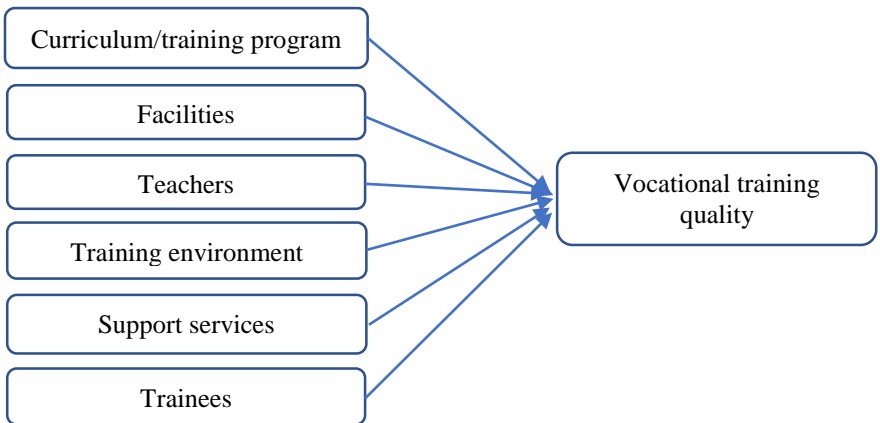 Curriculum/training program
Facilities
Teachers
Training environment
Support services
Trainees
Vocational training
quality